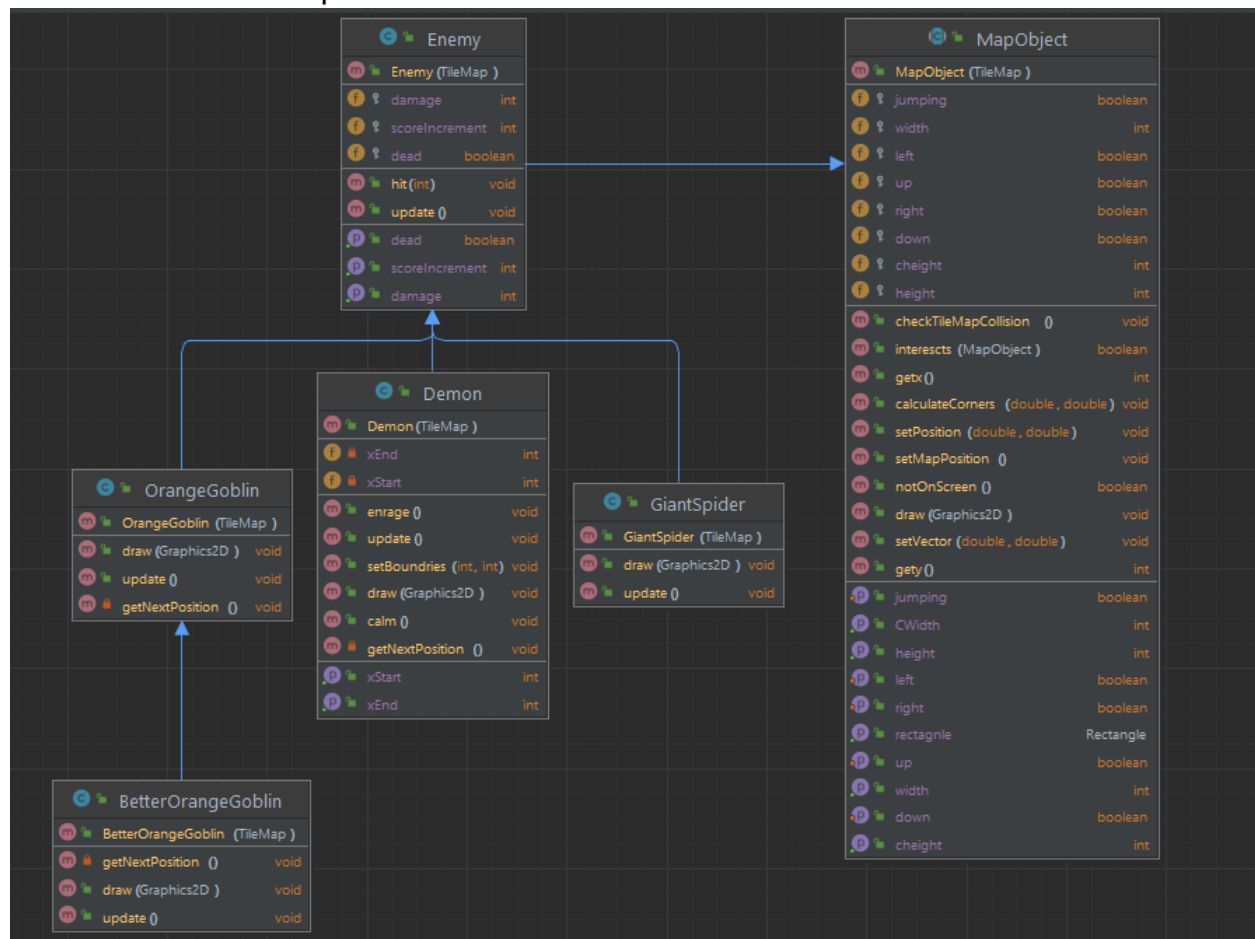 Enemy
Enemy (TileMap )
damage int
scoreIncrement int
dead boolean
hit (int) void
update () void
dead boolean
scoreIncrement int
damage int
MapObject
MapObject (TileMap )
jumping boolean
width int
left boolean
up boolean
right boolean
down boolean
cheight int
height int
checkTileMapCollision () void
interescts (MapObject ) boolean
getx () int
calculateCorners (double , double ) void
setPosition (double , double ) void
setMapPosition () void
notOnScreen () boolean
draw (Graphics2D ) void
setVector (double , double ) void
gety () int
jumping boolean
CWidth int
height int
left boolean
right boolean
rectagnle Rectangle
up boolean
width int
down boolean
cheight int
Demon
Demon (TileMap )
xEnd int
xStart int
enrage () void
update () void
setBoundries (int, int) void
draw (Graphics2D ) void
calm () void
getNextPosition () void
xStart int
xEnd int
OrangeGoblin
OrangeGoblin (TileMap )
draw (Graphics2D ) void
update () void
getNextPosition () void
GiantSpider
GiantSpider (TileMap )
draw (Graphics2D ) void
update () void
BetterOrangeGoblin
BetterOrangeGoblin (TileMap )
getNextPosition () void
draw (Graphics2D ) void
update () void